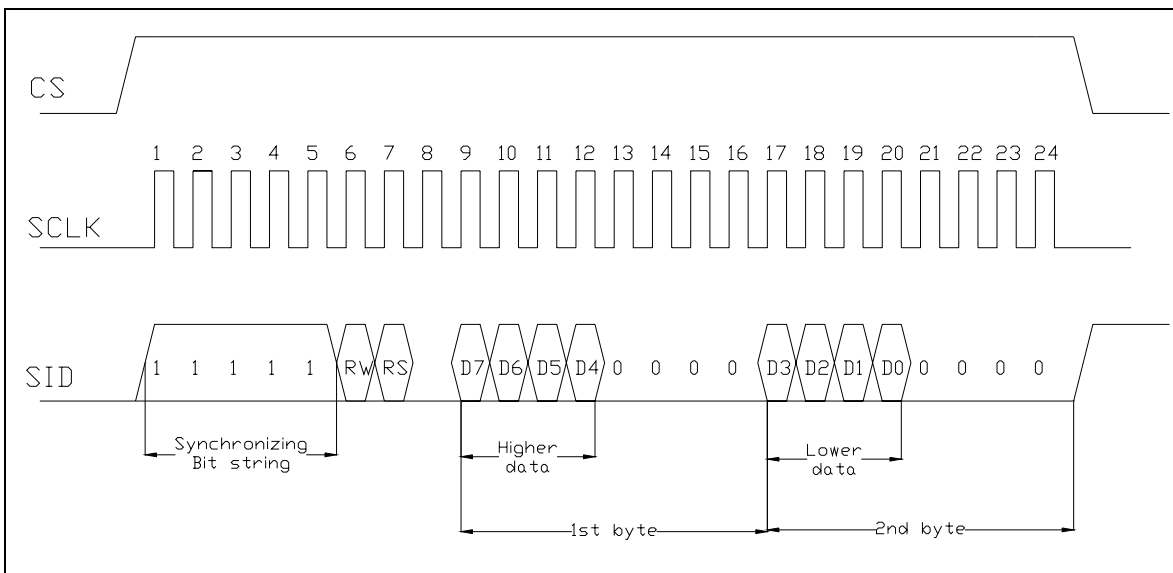 CS
1 2 3 4 5 6 7 8 9 10 11 12 13 14 15 16 17 18 19 20 21 22 23 24
SCLK
SID
1 1 1 1 1 RW RS D7 D6 D5 D4 0 0 0 0 D3 D2 D1 D0 0 0 0 0
Synchronizing
Bit string
Higher
data
Lower
data
1st byte
2nd byte